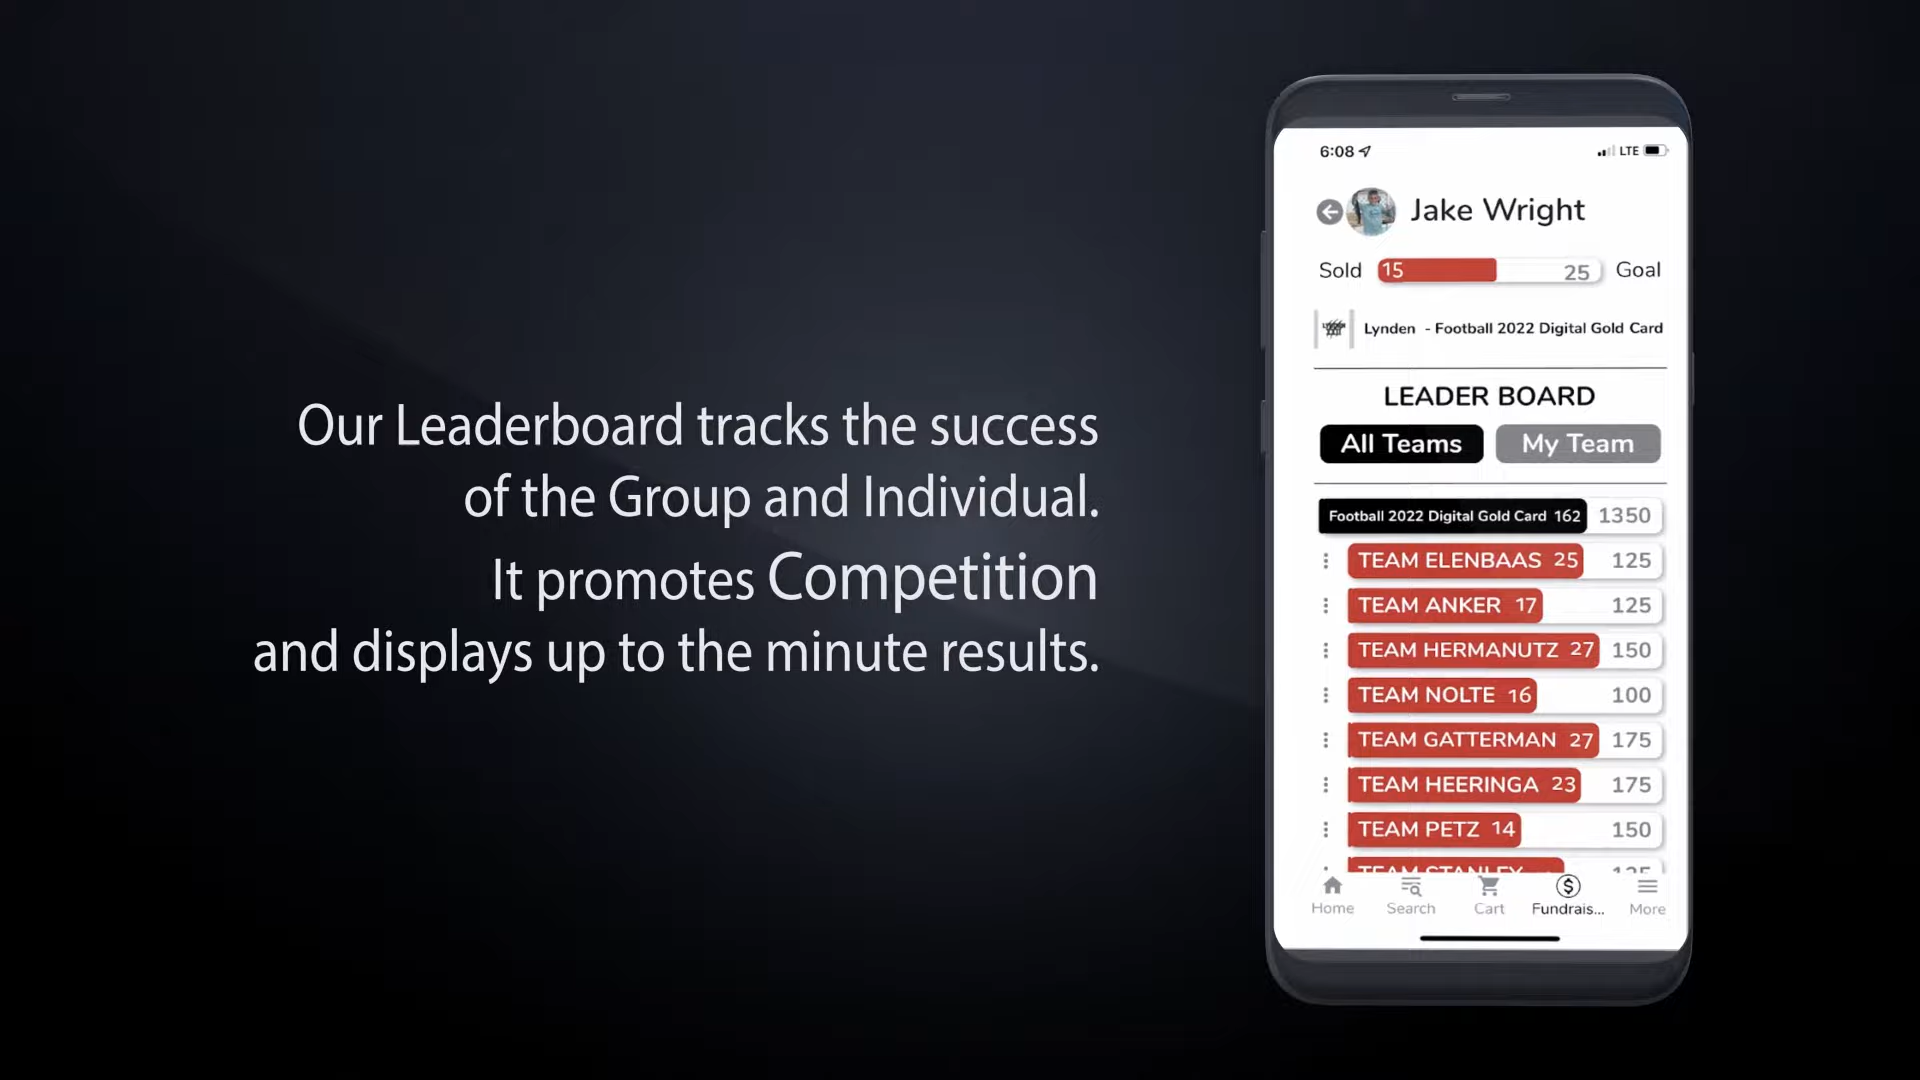 Our Leaderboard tracks the success
of the Group and Individual.
It promotes Competition
and displays up to the minute results.
6:08 LTE
Jake Wright
Sold 15 25 Goal
Lynden - Football 2022 Digital Gold Card
LEADER BOARD
All Teams My Team
Football 2022 Digital Gold Card 162 1350
TEAM ELENBAAS 25 125
TEAM ANKER 17 125
TEAM HERMANUTZ 27 150
TEAM NOLTE 16 100
TEAM GATTERMAN 27 175
TEAM HEERINGA 23 175
TEAM PETZ 14 150
TEAM STANLEY 125
Home Search Cart Fundrais... More